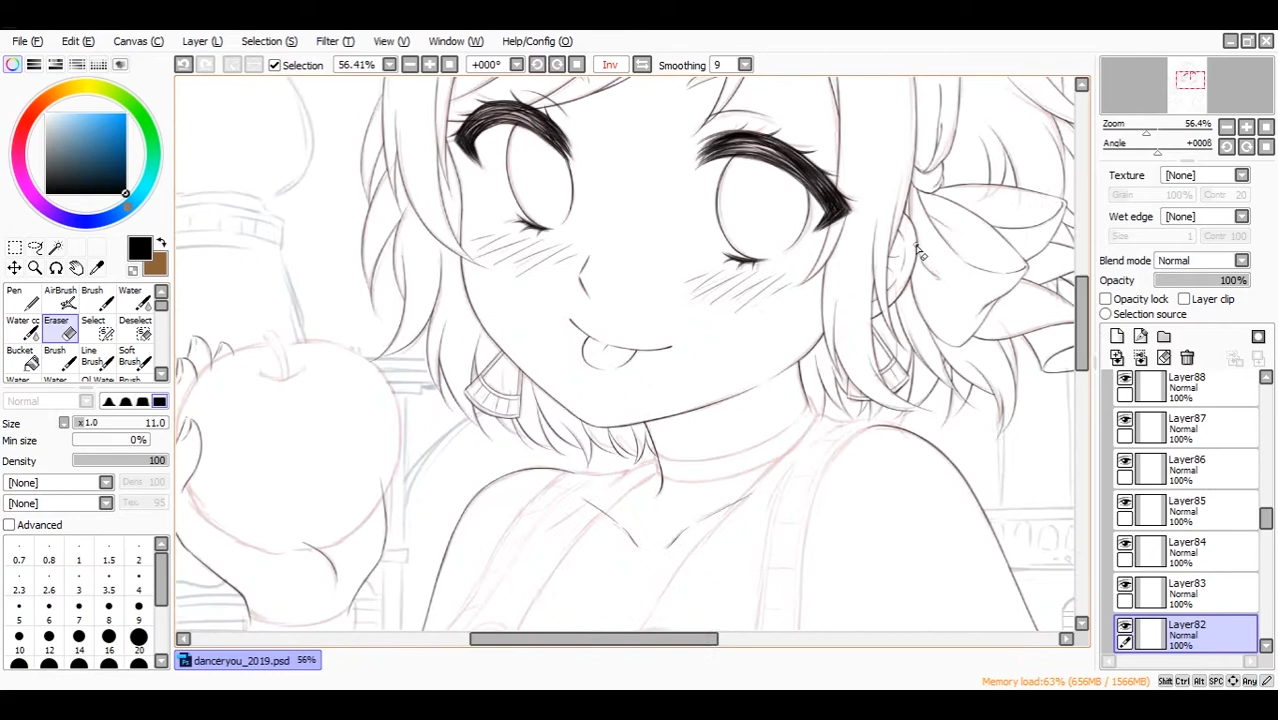 File (F) Edit (E) Canvas (C) Layer (L) Selection (S) Filter (T) View (V) Window (W) Help/Config (O)
Selection 56.41% +000° Inv Smoothing 9
Zoom 56.4%
Angle +000ß
Texture [None]
Grain 100% Contr 20
Wet edge [None]
Size 1 Contr 100
Blend mode Normal
Opacity 100%
Opacity lock Layer clip
Selection source
Pen AirBrush Brush Water
Water cc Eraser Select Deselect
Bucket Brush Line Brush Soft Brush
Water Water
Normal
Size x 1.0 11.0
Min size 0%
Density 100
[None] Dens 100
[None] Tex. 95
Advanced
0.7 0.8 1 1.5 2
2.3 2.6 3 3.5 4
5 6 7 8 9
10 12 14 16 20
Layer88
Normal
100%
Layer87
Normal
100%
Layer86
Normal
100%
Layer85
Normal
100%
Layer84
Normal
100%
Layer83
Normal
100%
Layer82
Normal
100%
danceryou_2019.psd 56%
Memory load:63% (656MB / 1566MB) Shift Ctrl Alt SPC Any